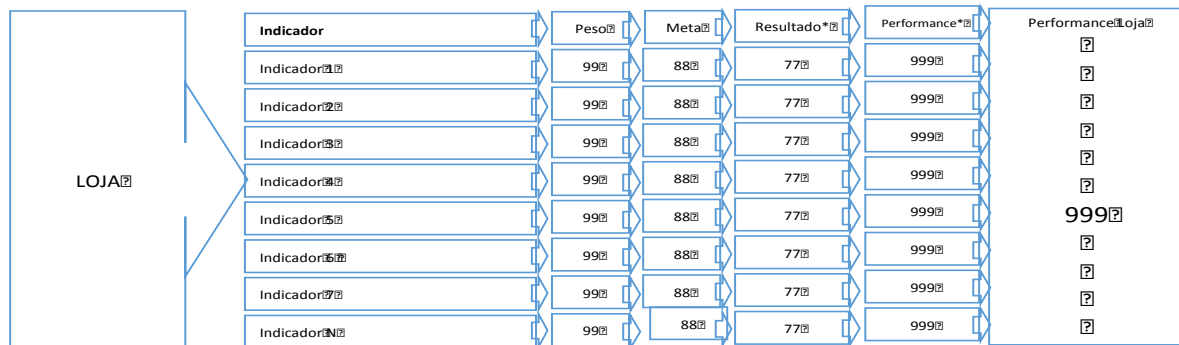 LOJA
Indicador Peso Meta Resultado* Performance* Performance Loja
Indicador 1 99 88 77 999
Indicador 2 99 88 77 999
Indicador 3 99 88 77 999
Indicador 4 99 88 77 999
Indicador 5 99 88 77 999
Indicador 6 99 88 77 999
Indicador 7 99 88 77 999
Indicador N 99 88 77 999
999